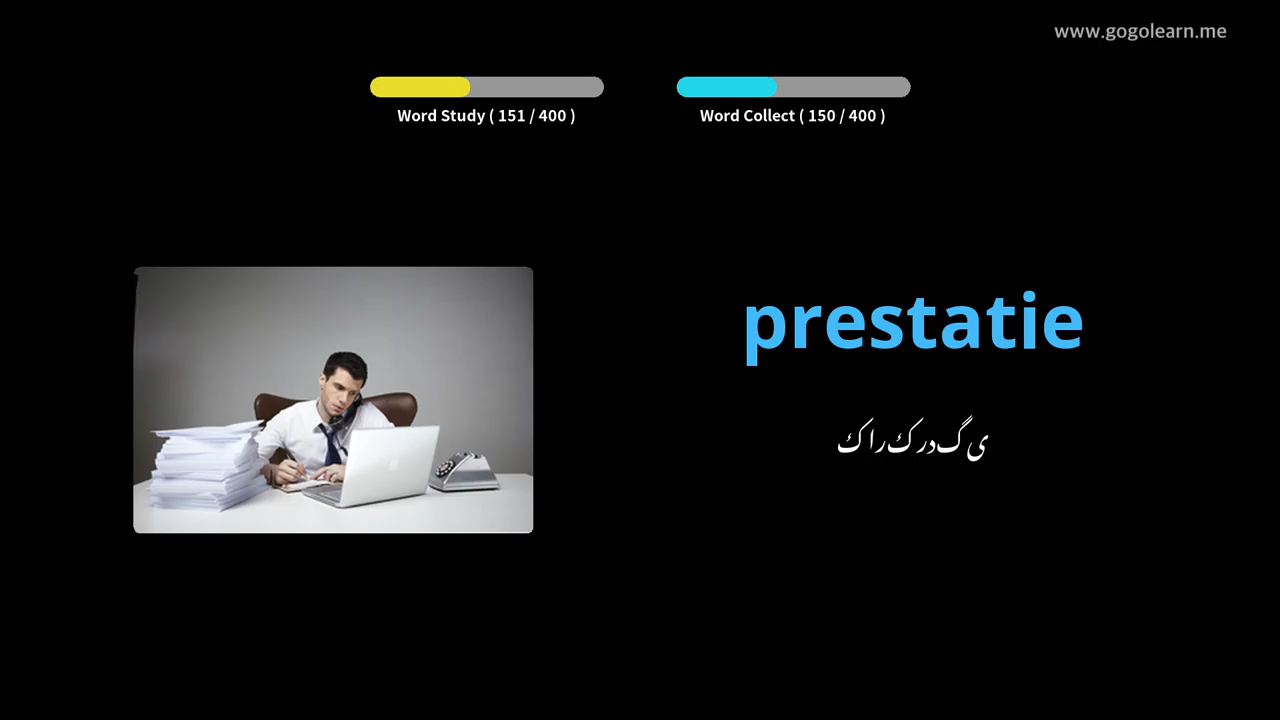 www.gogolearn.me
Word Study ( 151 / 400 )
Word Collect ( 150 / 400 )
prestatie
کارکردگی